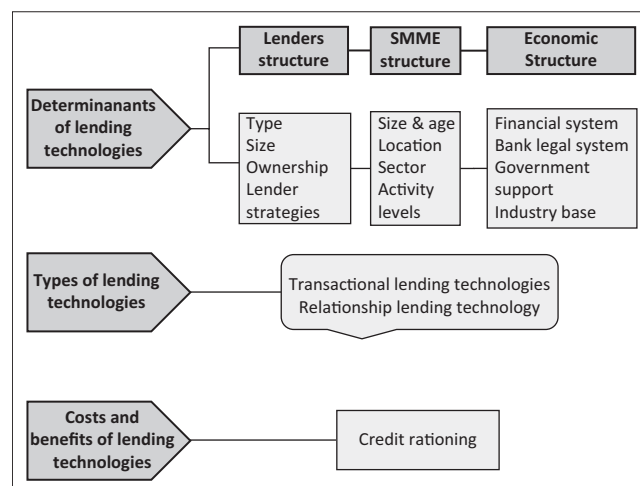 Lenders
structure
SMME
structure
Economic
Structure
Determinanants
of lending
technologies
Type
Size
Ownership
Lender
strategies
Size & age
Location
Sector
Activity
levels
Financial system
Bank legal system
Government
support
Industry base
Types of lending
technologies
Transactional lending technologies
Relationship lending technology
Costs and
benefits of lending
technologies
Credit rationing